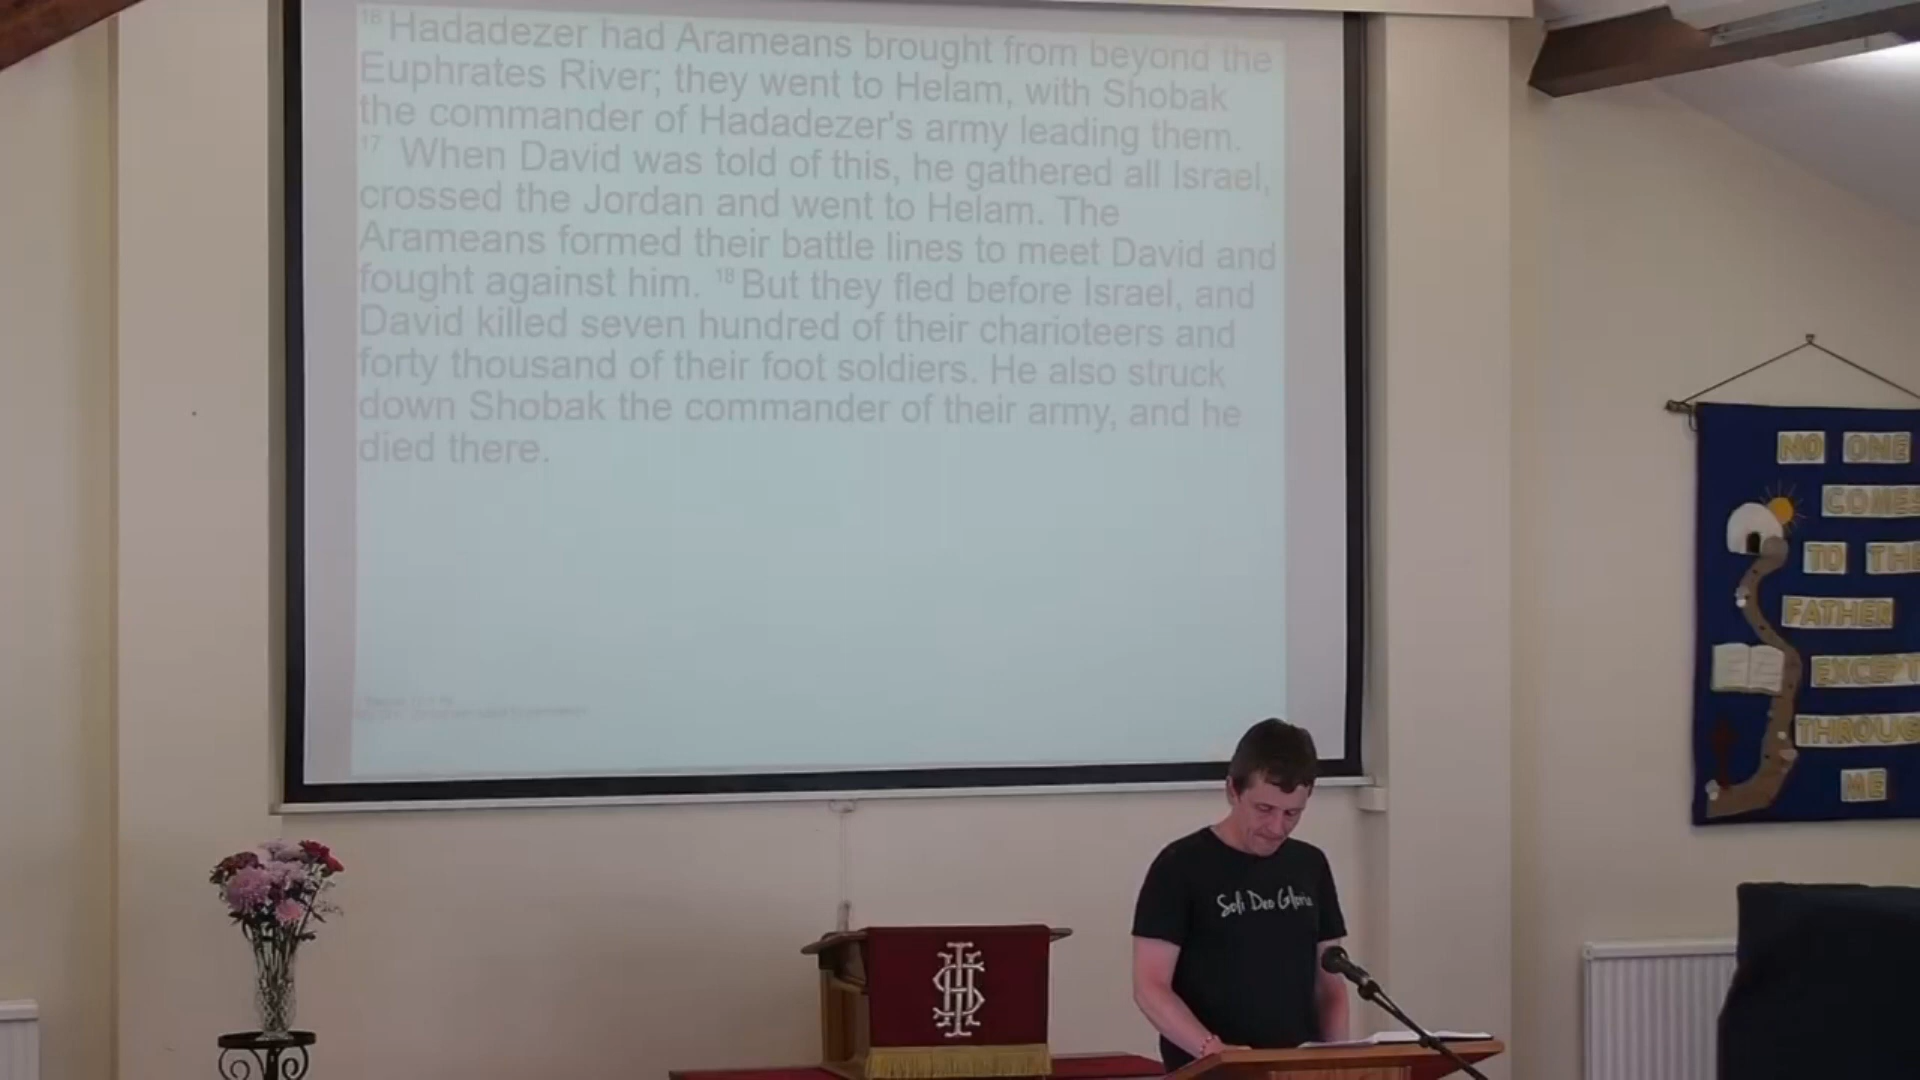 16 Hadadezer had Arameans brought from beyond the
Euphrates River; they went to Helam, with Shobak
the commander of Hadadezer's army leading them.
17 When David was told of this, he gathered all Israel,
crossed the Jordan and went to Helam. The
Arameans formed their battle lines to meet David and
fought against him. 18 But they fled before Israel, and
David killed seven hundred of their charioteers and
forty thousand of their foot soldiers. He also struck
down Shobak the commander of their army, and he
died there.
NO ONE
COMES
TO THE
FATHER
EXCEPT
THROUG
ME
Soli Deo Gloria
IHS